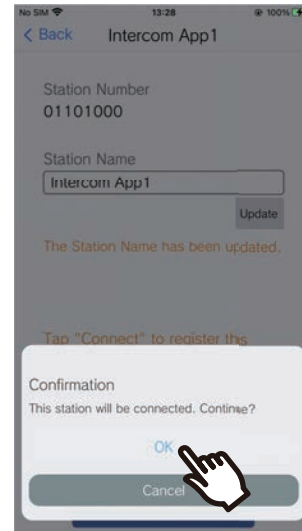 No SIM 13:28 100%
Back Intercom App1
Station Number
01101000
Station Name
Intercom App1
Update
The Station Name has been updated.
Tap "Connect" to register this
Confirmation
This station will be connected. Continue?
OK
Cancel